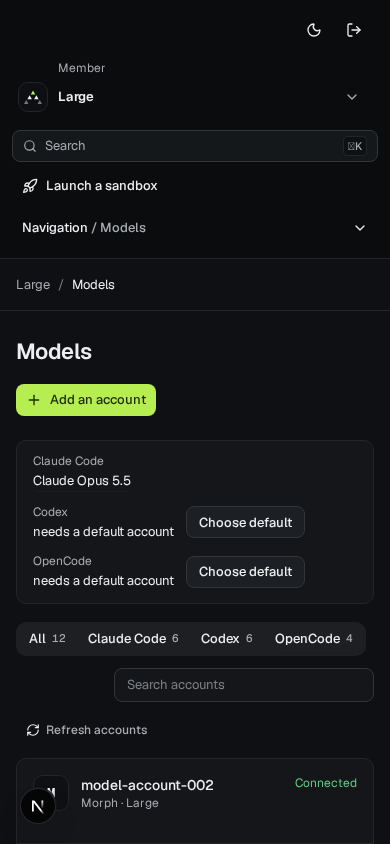 Member
Large
Search
K
Launch a sandbox
Navigation / Models
Large / Models
Models
Add an account
Claude Code
Claude Opus 5.5
Codex
needs a default account
Choose default
OpenCode
needs a default account
Choose default
All 12 Claude Code 6 Codex 6 OpenCode 4
Search accounts
Refresh accounts
model-account-002
Connected
Morph · Large
N